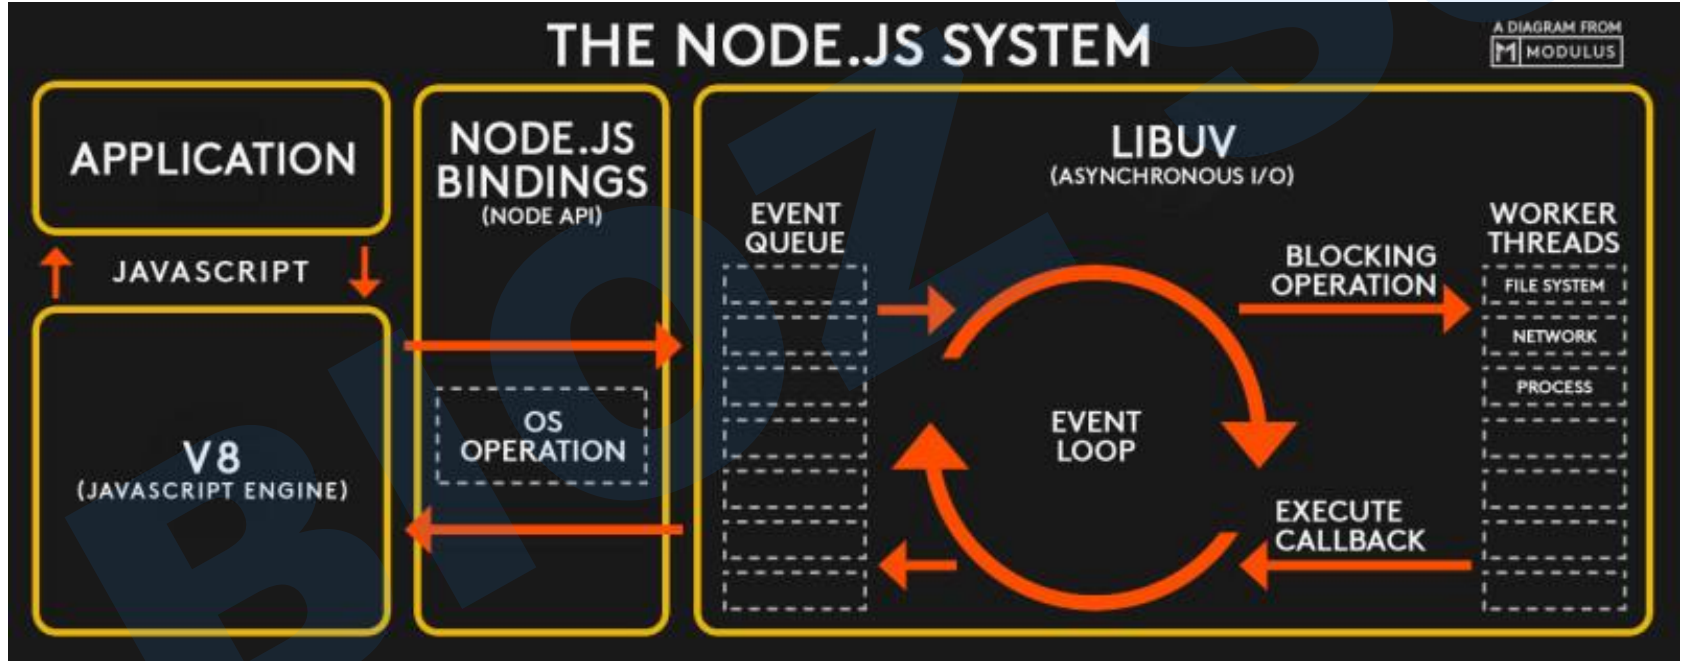 THE NODE.JS SYSTEM
A DIAGRAM FROM
MODULUS
APPLICATION
JAVASCRIPT
V8
(JAVASCRIPT ENGINE)
NODE.JS
BINDINGS
(NODE API)
OS
OPERATION
LIBUV
(ASYNCHRONOUS I/O)
EVENT
QUEUE
EVENT
LOOP
BLOCKING
OPERATION
EXECUTE
CALLBACK
WORKER
THREADS
FILE SYSTEM
NETWORK
PROCESS